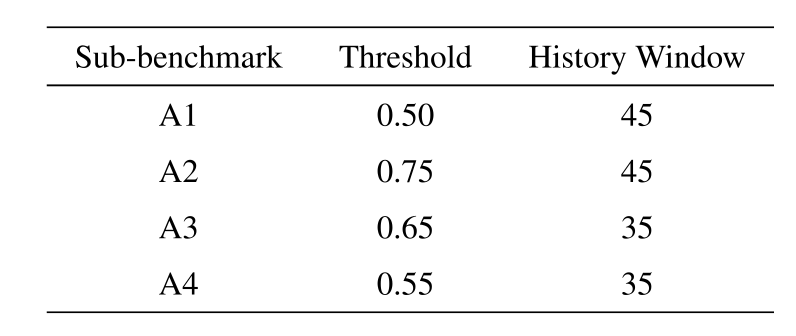 Sub-benchmark Threshold History Window
A1 0.50 45
A2 0.75 45
A3 0.65 35
A4 0.55 35